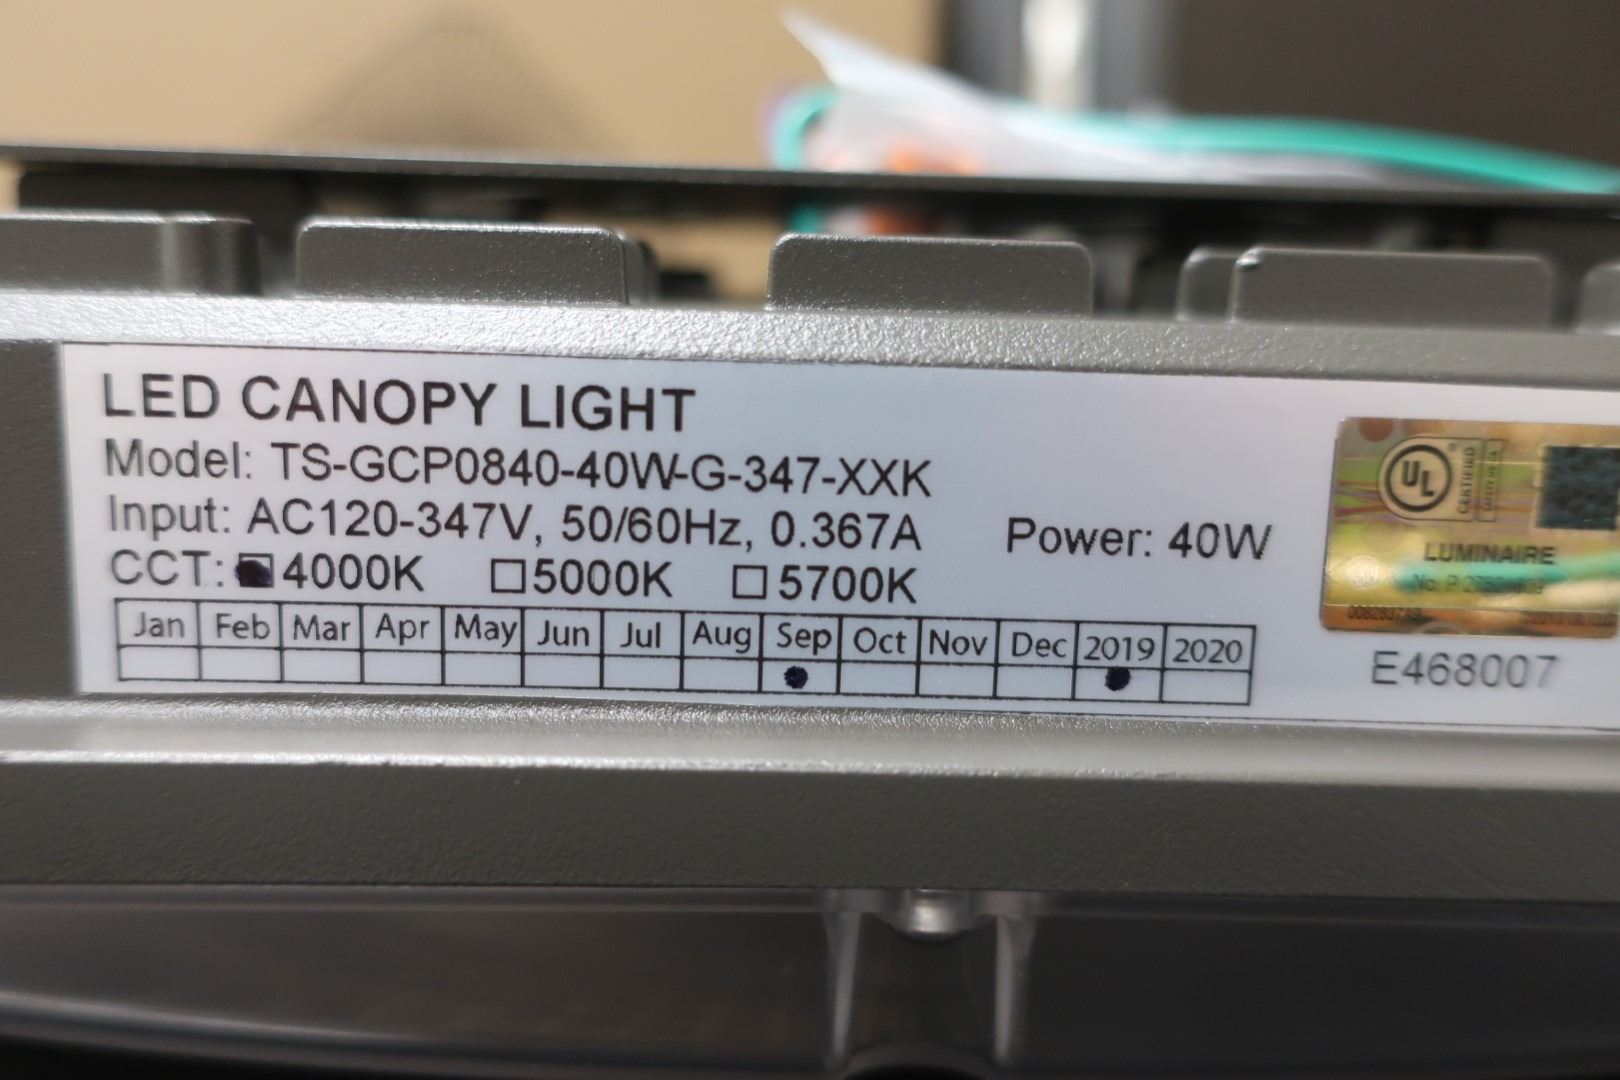 LED CANOPY LIGHT
Model: TS-GCP0840-40W-G-347-XXK
Input: AC120-347V, 50/60Hz, 0.367A
Power: 40W
CCT: 4000K 5000K 5700K
Jan Feb Mar Apr May Jun Jul Aug Sep Oct Nov Dec 2019 2020
UL ® CERTIFIED
LUMINAIRE
No.
E468007